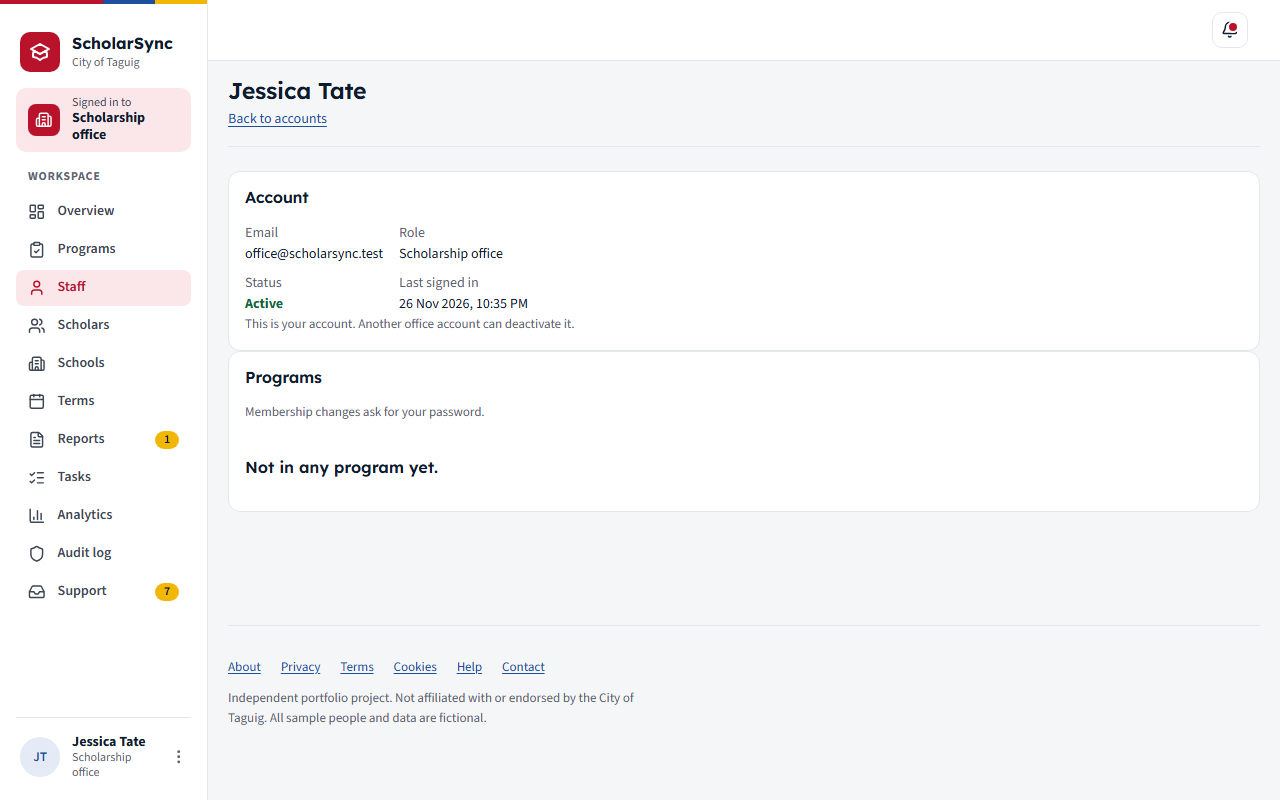 ScholarSync
City of Taguig
Signed in to
Scholarship
office
WORKSPACE
Overview
Programs
Staff
Scholars
Schools
Terms
Reports 1
Tasks
Analytics
Audit log
Support 7
JT
Jessica Tate
Scholarship
office
Jessica Tate
Back to accounts
Account
Email Role
office@scholarsync.test Scholarship office
Status Last signed in
Active 26 Nov 2026, 10:35 PM
This is your account. Another office account can deactivate it.
Programs
Membership changes ask for your password.
Not in any program yet.
About Privacy Terms Cookies Help Contact
Independent portfolio project. Not affiliated with or endorsed by the City of
Taguig. All sample people and data are fictional.